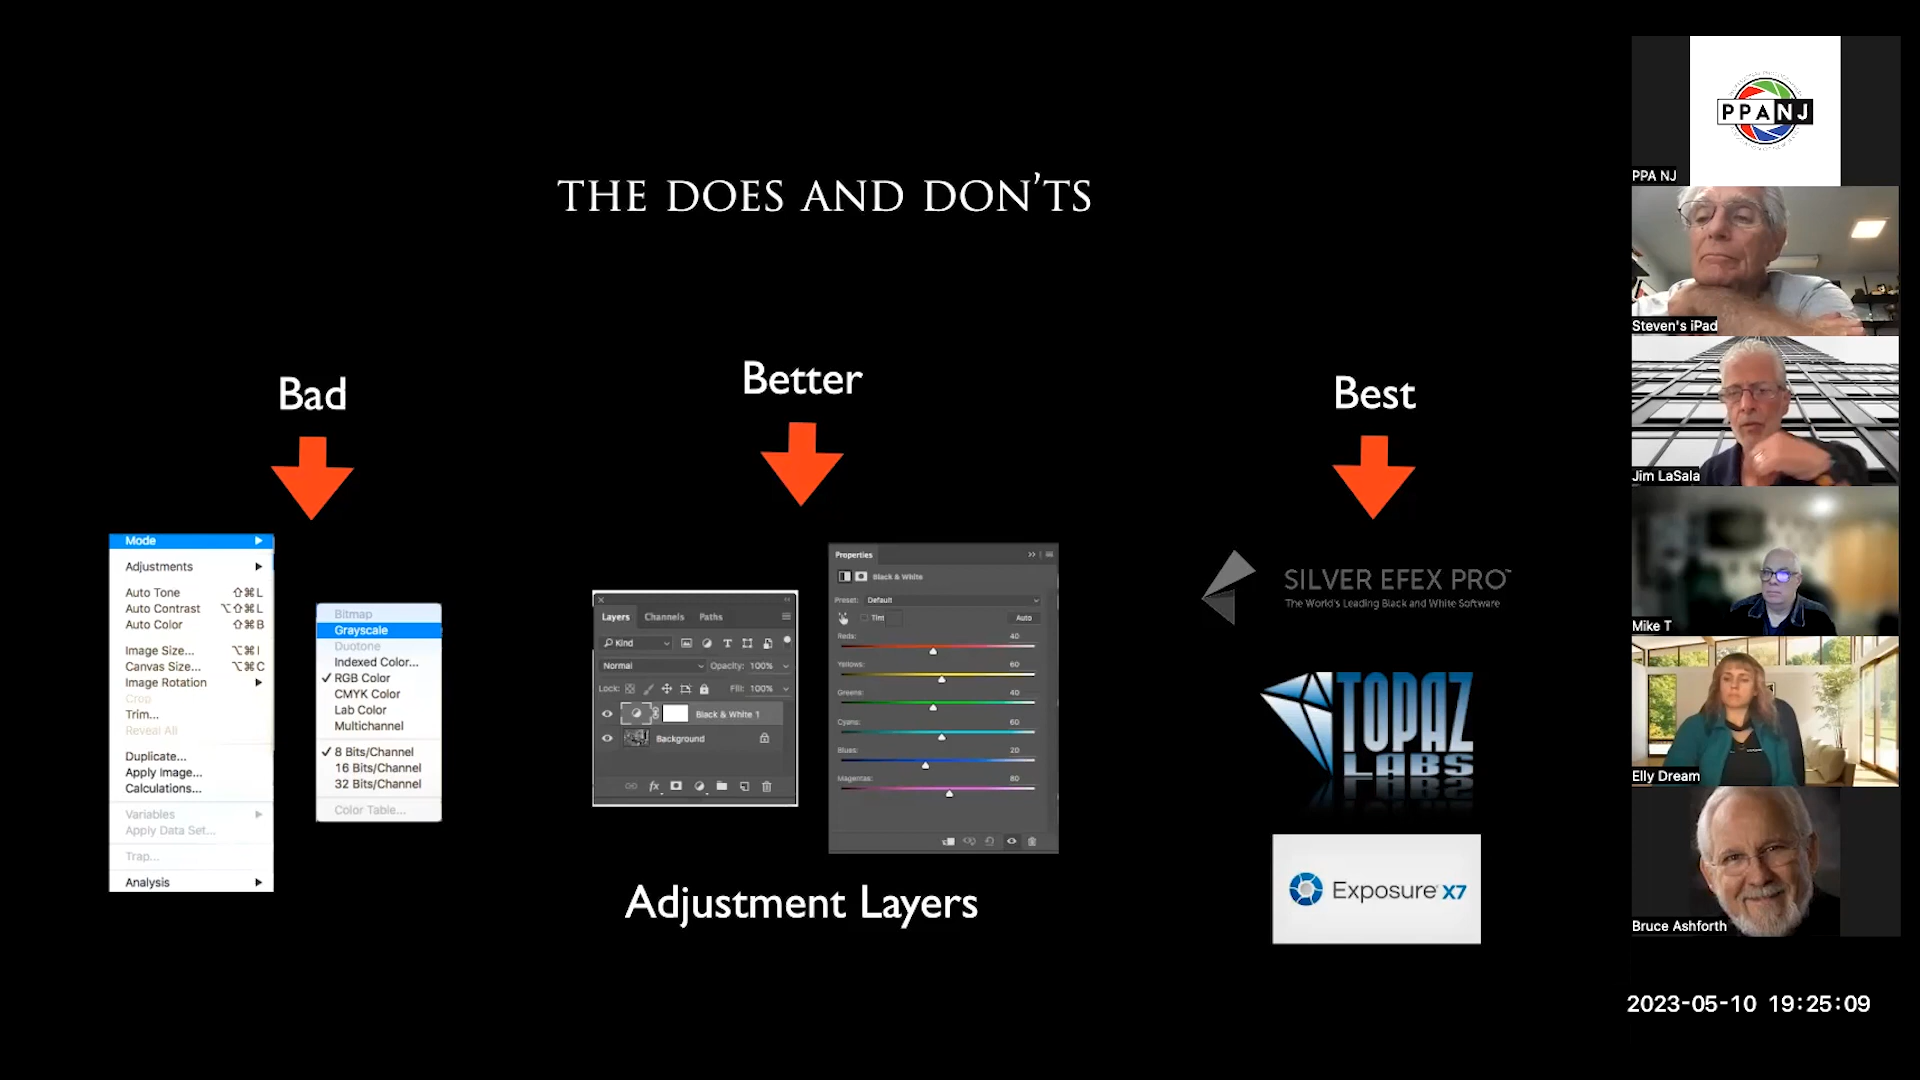 THE DOES AND DON'TS
Bad
Better
Best
Mode
Adjustments
Auto Tone ⇧⌘L
Auto Contrast ⌥⇧⌘L
Auto Color ⇧⌘B
Image Size... ⌥⌘I
Canvas Size... ⌥⌘C
Image Rotation
Crop
Trim...
Reveal All
Duplicate...
Apply Image...
Calculations...
Variables
Apply Data Set...
Trap...
Analysis
Bitmap
Grayscale
Duotone
Indexed Color...
✓ RGB Color
CMYK Color
Lab Color
Multichannel
✓ 8 Bits/Channel
16 Bits/Channel
32 Bits/Channel
Color Table...
Layers Channels Paths
Kind
Normal Opacity: 100%
Lock: Fill: 100%
Black & White 1
Background
fx
Properties
Black & White
Preset: Default
Tint Auto
Reds: 40
Yellows: 60
Greens: 40
Cyans: 60
Blues: 20
Magentas: 80
Adjustment Layers
SILVER EFEX PRO™
The World's Leading Black and White Software
TOPAZ
LABS
Exposure X7
PPANJ
PPA NJ
Steven's iPad
Jim LaSala
Mike T
Elly Dream
Bruce Ashforth
2023-05-10 19:25:09